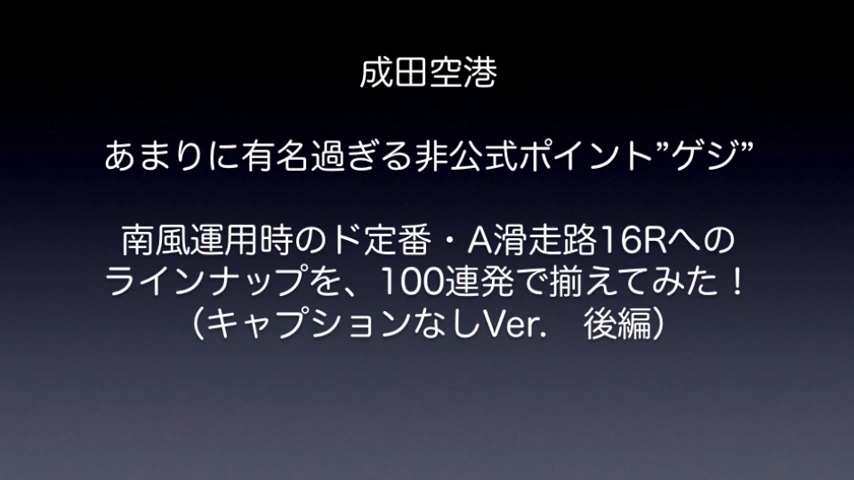 成田空港
あまりに有名過ぎる非公式ポイント”ゲジ”
南風運用時のド定番・A滑走路16Rへの
ラインナップを、100連発で揃えてみた！
（キャプションなしVer.　後編）